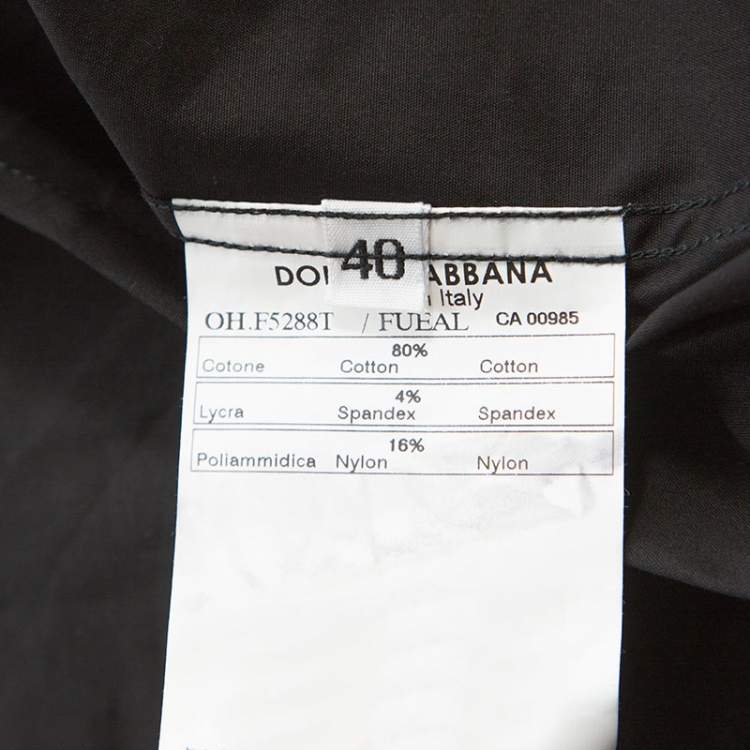 40
DOL ABBANA
n Italy
OH.F5288T / FUEAL CA 00985
80%
Cotone Cotton Cotton
4%
Lycra Spandex Spandex
16%
Poliammidica Nylon Nylon